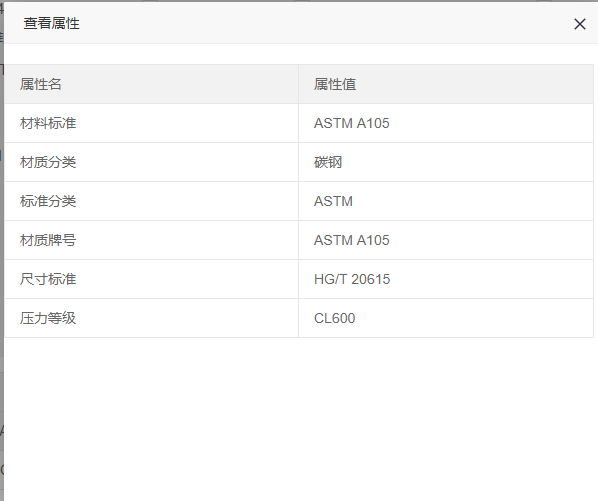 查看属性
属性名 属性值
材料标准 ASTM A105
材质分类 碳钢
标准分类 ASTM
材质牌号 ASTM A105
尺寸标准 HG/T 20615
压力等级 CL600